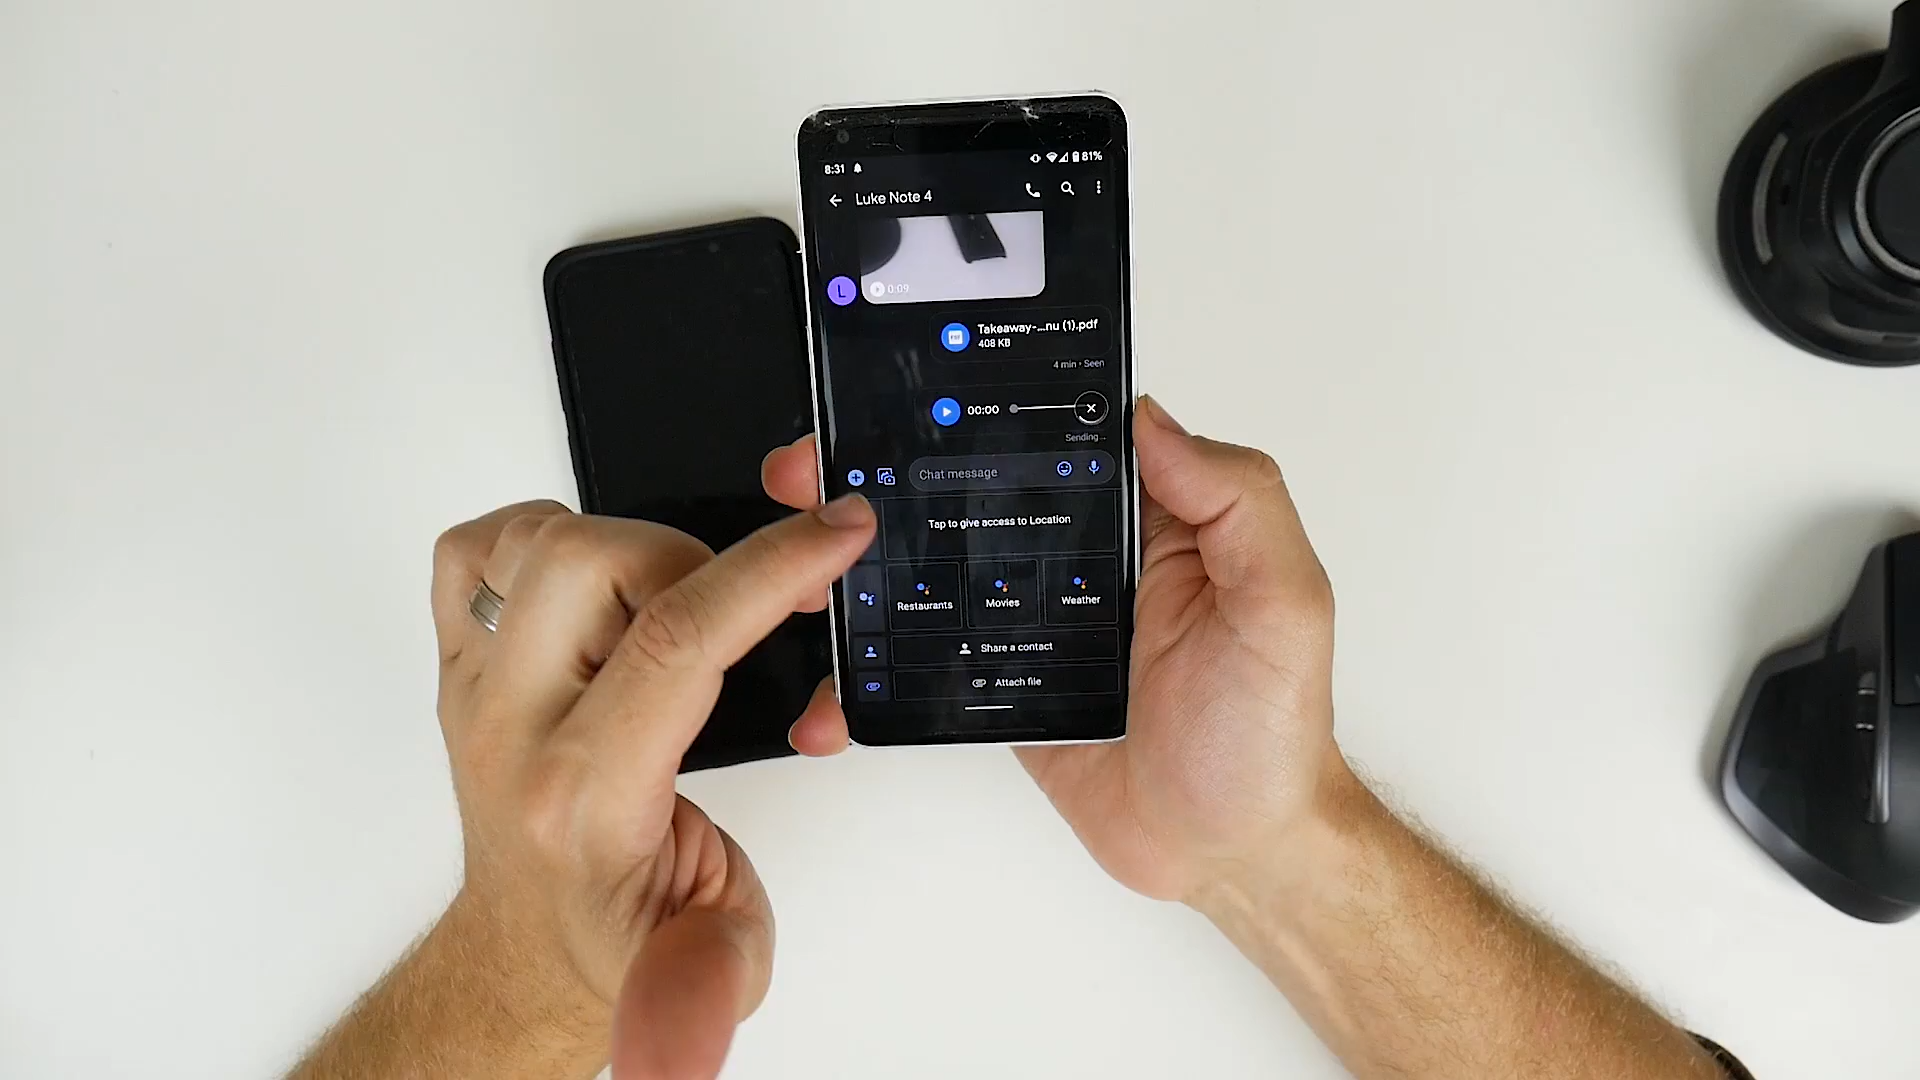 8:31
81%
Luke Note 4
L
0:09
Takeaway-...nu (1).pdf
408 KB
4 min · Seen
00:00
Sending...
Chat message
Tap to give access to Location
Restaurants
Movies
Weather
Share a contact
Attach file